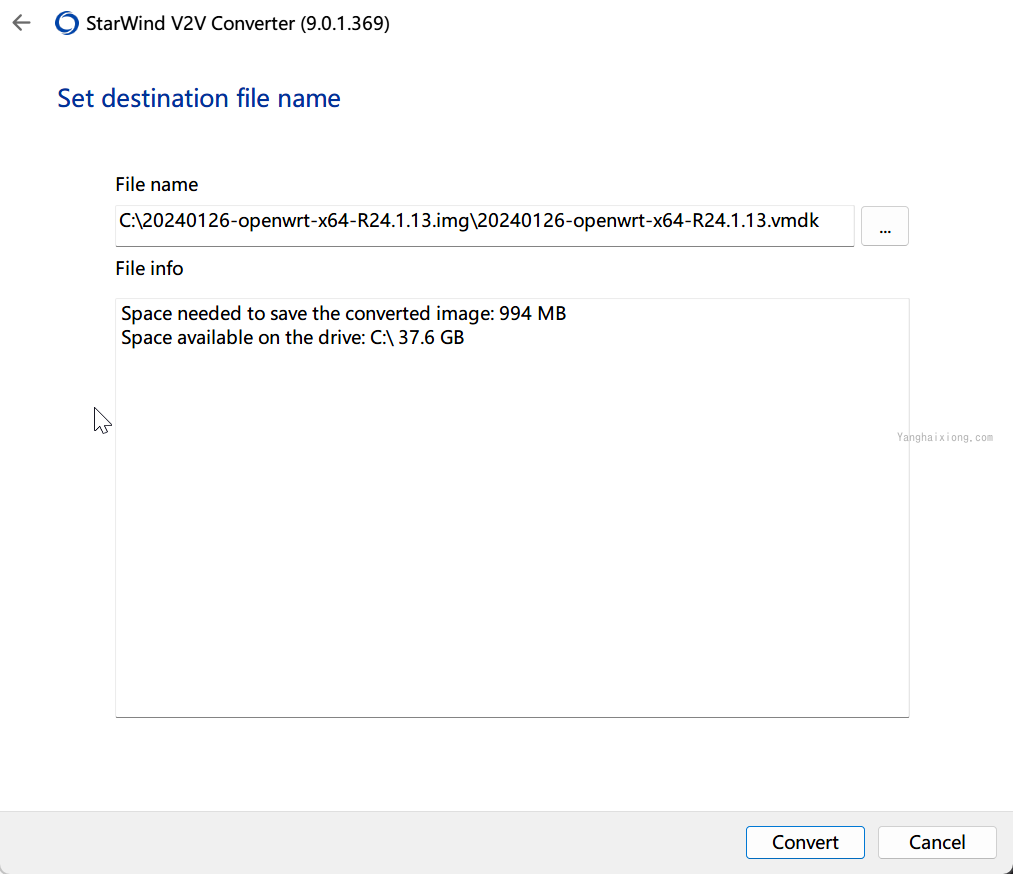 StarWind V2V Converter (9.0.1.369)
Set destination file name
File name
C:\20240126-openwrt-x64-R24.1.13.img\20240126-openwrt-x64-R24.1.13.vmdk
...
File info
Space needed to save the converted image: 994 MB
Space available on the drive: C:\ 37.6 GB
Yanghaixiong.com
Convert
Cancel